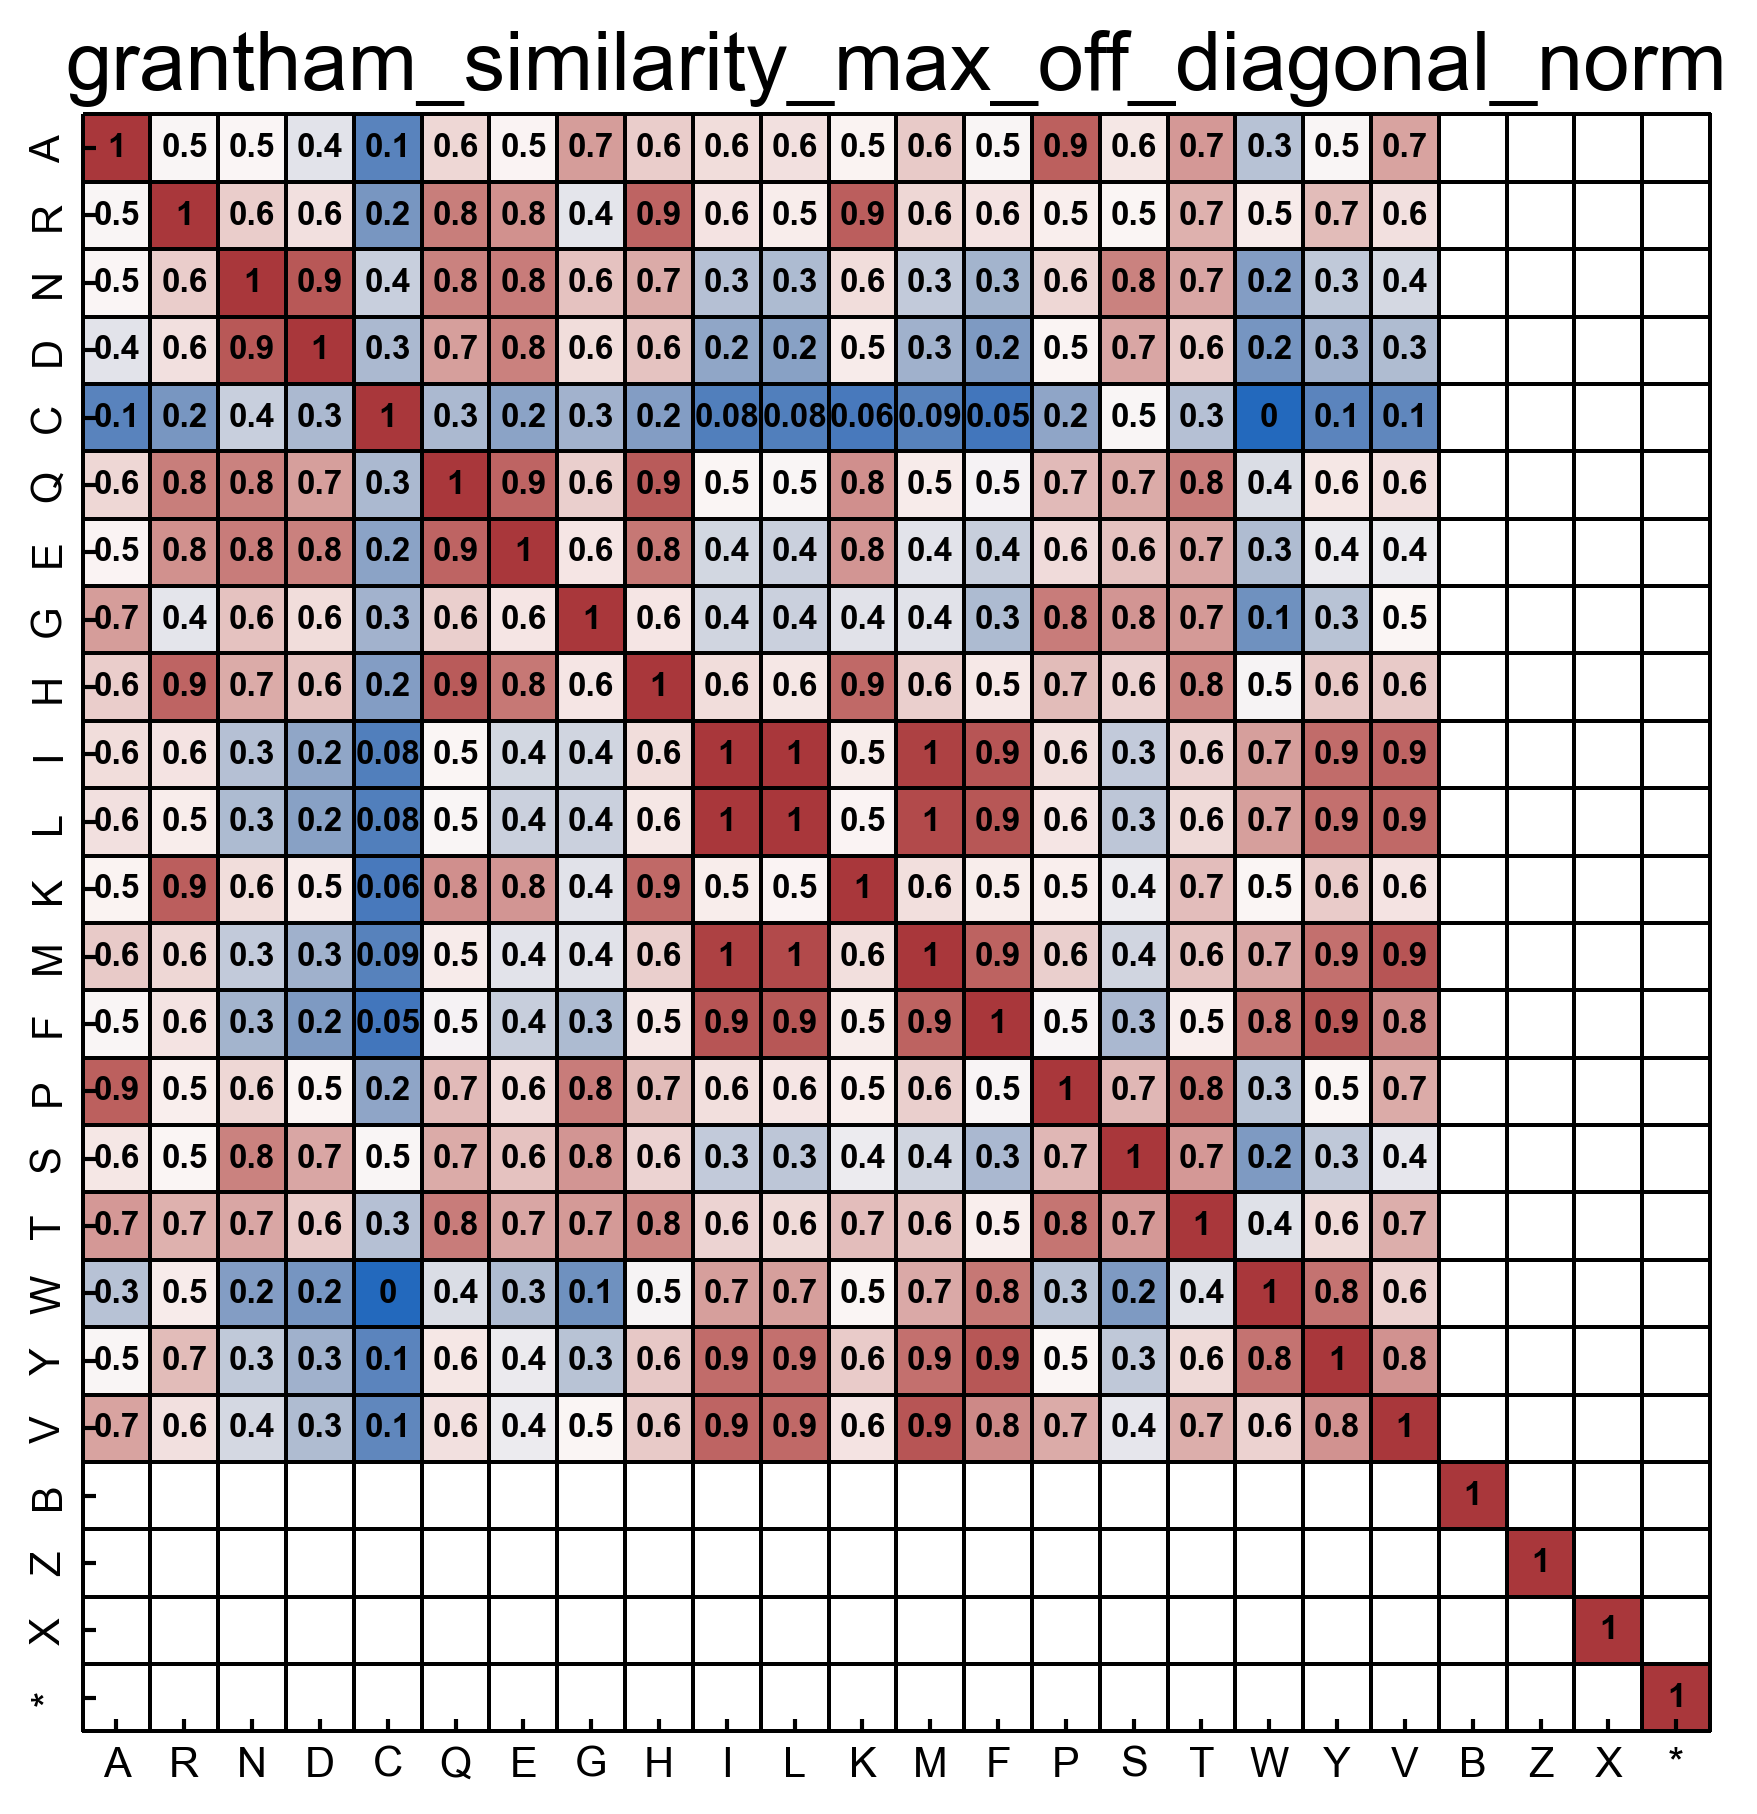 grantham_similarity_max_off_diagonal_norm
A 1 0.5 0.5 0.4 0.1 0.6 0.5 0.7 0.6 0.6 0.6 0.5 0.6 0.5 0.9 0.6 0.7 0.3 0.5 0.7
R 0.5 1 0.6 0.6 0.2 0.8 0.8 0.4 0.9 0.6 0.5 0.9 0.6 0.6 0.5 0.5 0.7 0.5 0.7 0.6
N 0.5 0.6 1 0.9 0.4 0.8 0.8 0.6 0.7 0.3 0.3 0.6 0.3 0.3 0.6 0.8 0.7 0.2 0.3 0.4
D 0.4 0.6 0.9 1 0.3 0.7 0.8 0.6 0.6 0.2 0.2 0.5 0.3 0.2 0.5 0.7 0.6 0.2 0.3 0.3
C 0.1 0.2 0.4 0.3 1 0.3 0.2 0.3 0.2 0.08 0.08 0.06 0.09 0.05 0.2 0.5 0.3 0 0.1 0.1
Q 0.6 0.8 0.8 0.7 0.3 1 0.9 0.6 0.9 0.5 0.5 0.8 0.5 0.5 0.7 0.7 0.8 0.4 0.6 0.6
E 0.5 0.8 0.8 0.8 0.2 0.9 1 0.6 0.8 0.4 0.4 0.8 0.4 0.4 0.6 0.6 0.7 0.3 0.4 0.4
G 0.7 0.4 0.6 0.6 0.3 0.6 0.6 1 0.6 0.4 0.4 0.4 0.4 0.3 0.8 0.8 0.7 0.1 0.3 0.5
H 0.6 0.9 0.7 0.6 0.2 0.9 0.8 0.6 1 0.6 0.6 0.9 0.6 0.5 0.7 0.6 0.8 0.5 0.6 0.6
I 0.6 0.6 0.3 0.2 0.08 0.5 0.4 0.4 0.6 1 1 0.5 1 0.9 0.6 0.3 0.6 0.7 0.9 0.9
L 0.6 0.5 0.3 0.2 0.08 0.5 0.4 0.4 0.6 1 1 0.5 1 0.9 0.6 0.3 0.6 0.7 0.9 0.9
K 0.5 0.9 0.6 0.5 0.06 0.8 0.8 0.4 0.9 0.5 0.5 1 0.6 0.5 0.5 0.4 0.7 0.5 0.6 0.6
M 0.6 0.6 0.3 0.3 0.09 0.5 0.4 0.4 0.6 1 1 0.6 1 0.9 0.6 0.4 0.6 0.7 0.9 0.9
F 0.5 0.6 0.3 0.2 0.05 0.5 0.4 0.3 0.5 0.9 0.9 0.5 0.9 1 0.5 0.3 0.5 0.8 0.9 0.8
P 0.9 0.5 0.6 0.5 0.2 0.7 0.6 0.8 0.7 0.6 0.6 0.5 0.6 0.5 1 0.7 0.8 0.3 0.5 0.7
S 0.6 0.5 0.8 0.7 0.5 0.7 0.6 0.8 0.6 0.3 0.3 0.4 0.4 0.3 0.7 1 0.7 0.2 0.3 0.4
T 0.7 0.7 0.7 0.6 0.3 0.8 0.7 0.7 0.8 0.6 0.6 0.7 0.6 0.5 0.8 0.7 1 0.4 0.6 0.7
W 0.3 0.5 0.2 0.2 0 0.4 0.3 0.1 0.5 0.7 0.7 0.5 0.7 0.8 0.3 0.2 0.4 1 0.8 0.6
Y 0.5 0.7 0.3 0.3 0.1 0.6 0.4 0.3 0.6 0.9 0.9 0.6 0.9 0.9 0.5 0.3 0.6 0.8 1 0.8
V 0.7 0.6 0.4 0.3 0.1 0.6 0.4 0.5 0.6 0.9 0.9 0.6 0.9 0.8 0.7 0.4 0.7 0.6 0.8 1
B 1
Z 1
X 1
* 1
A R N D C Q E G H I L K M F P S T W Y V B Z X *